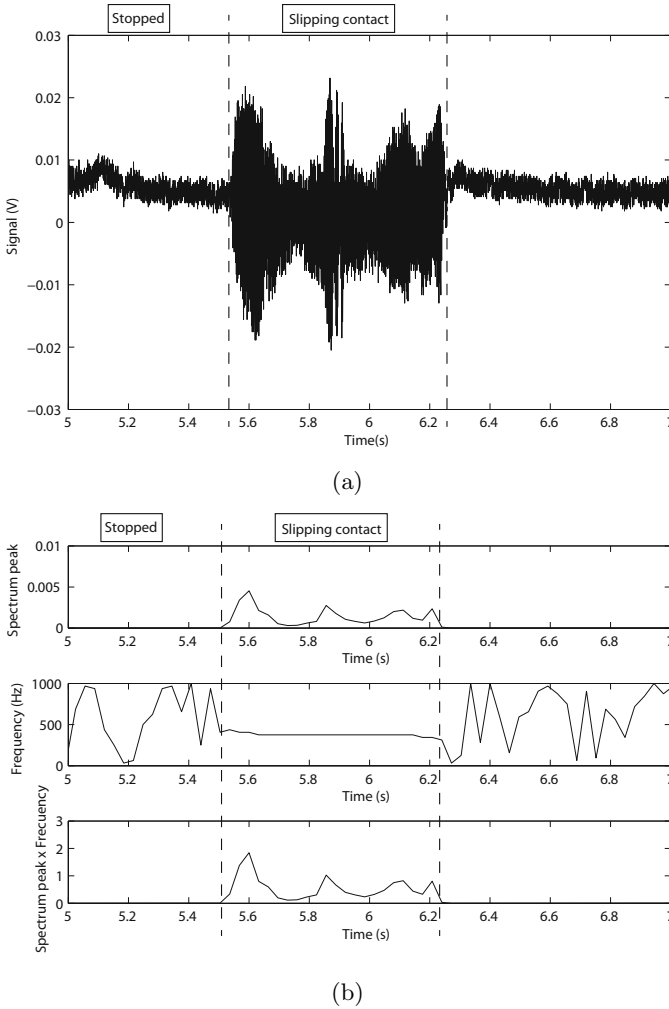 Stopped Slipping contact
0.03
0.02
0.01
0
−0.01
−0.02
−0.03
Signal (V)
5 5.2 5.4 5.6 5.8 6 6.2 6.4 6.6 6.8 7
Time(s)
(a)
Stopped Slipping contact
0.01
0.005
0
Spectrum peak
5 5.2 5.4 5.6 5.8 6 6.2 6.4 6.6 6.8 7
Time (s)
1000
500
0
Frequency (Hz)
5 5.2 5.4 5.6 5.8 6 6.2 6.4 6.6 6.8 7
Time (s)
3
2
1
0
Spectrum peak x Frecuency
5 5.2 5.4 5.6 5.8 6 6.2 6.4 6.6 6.8 7
Time (s)
(b)